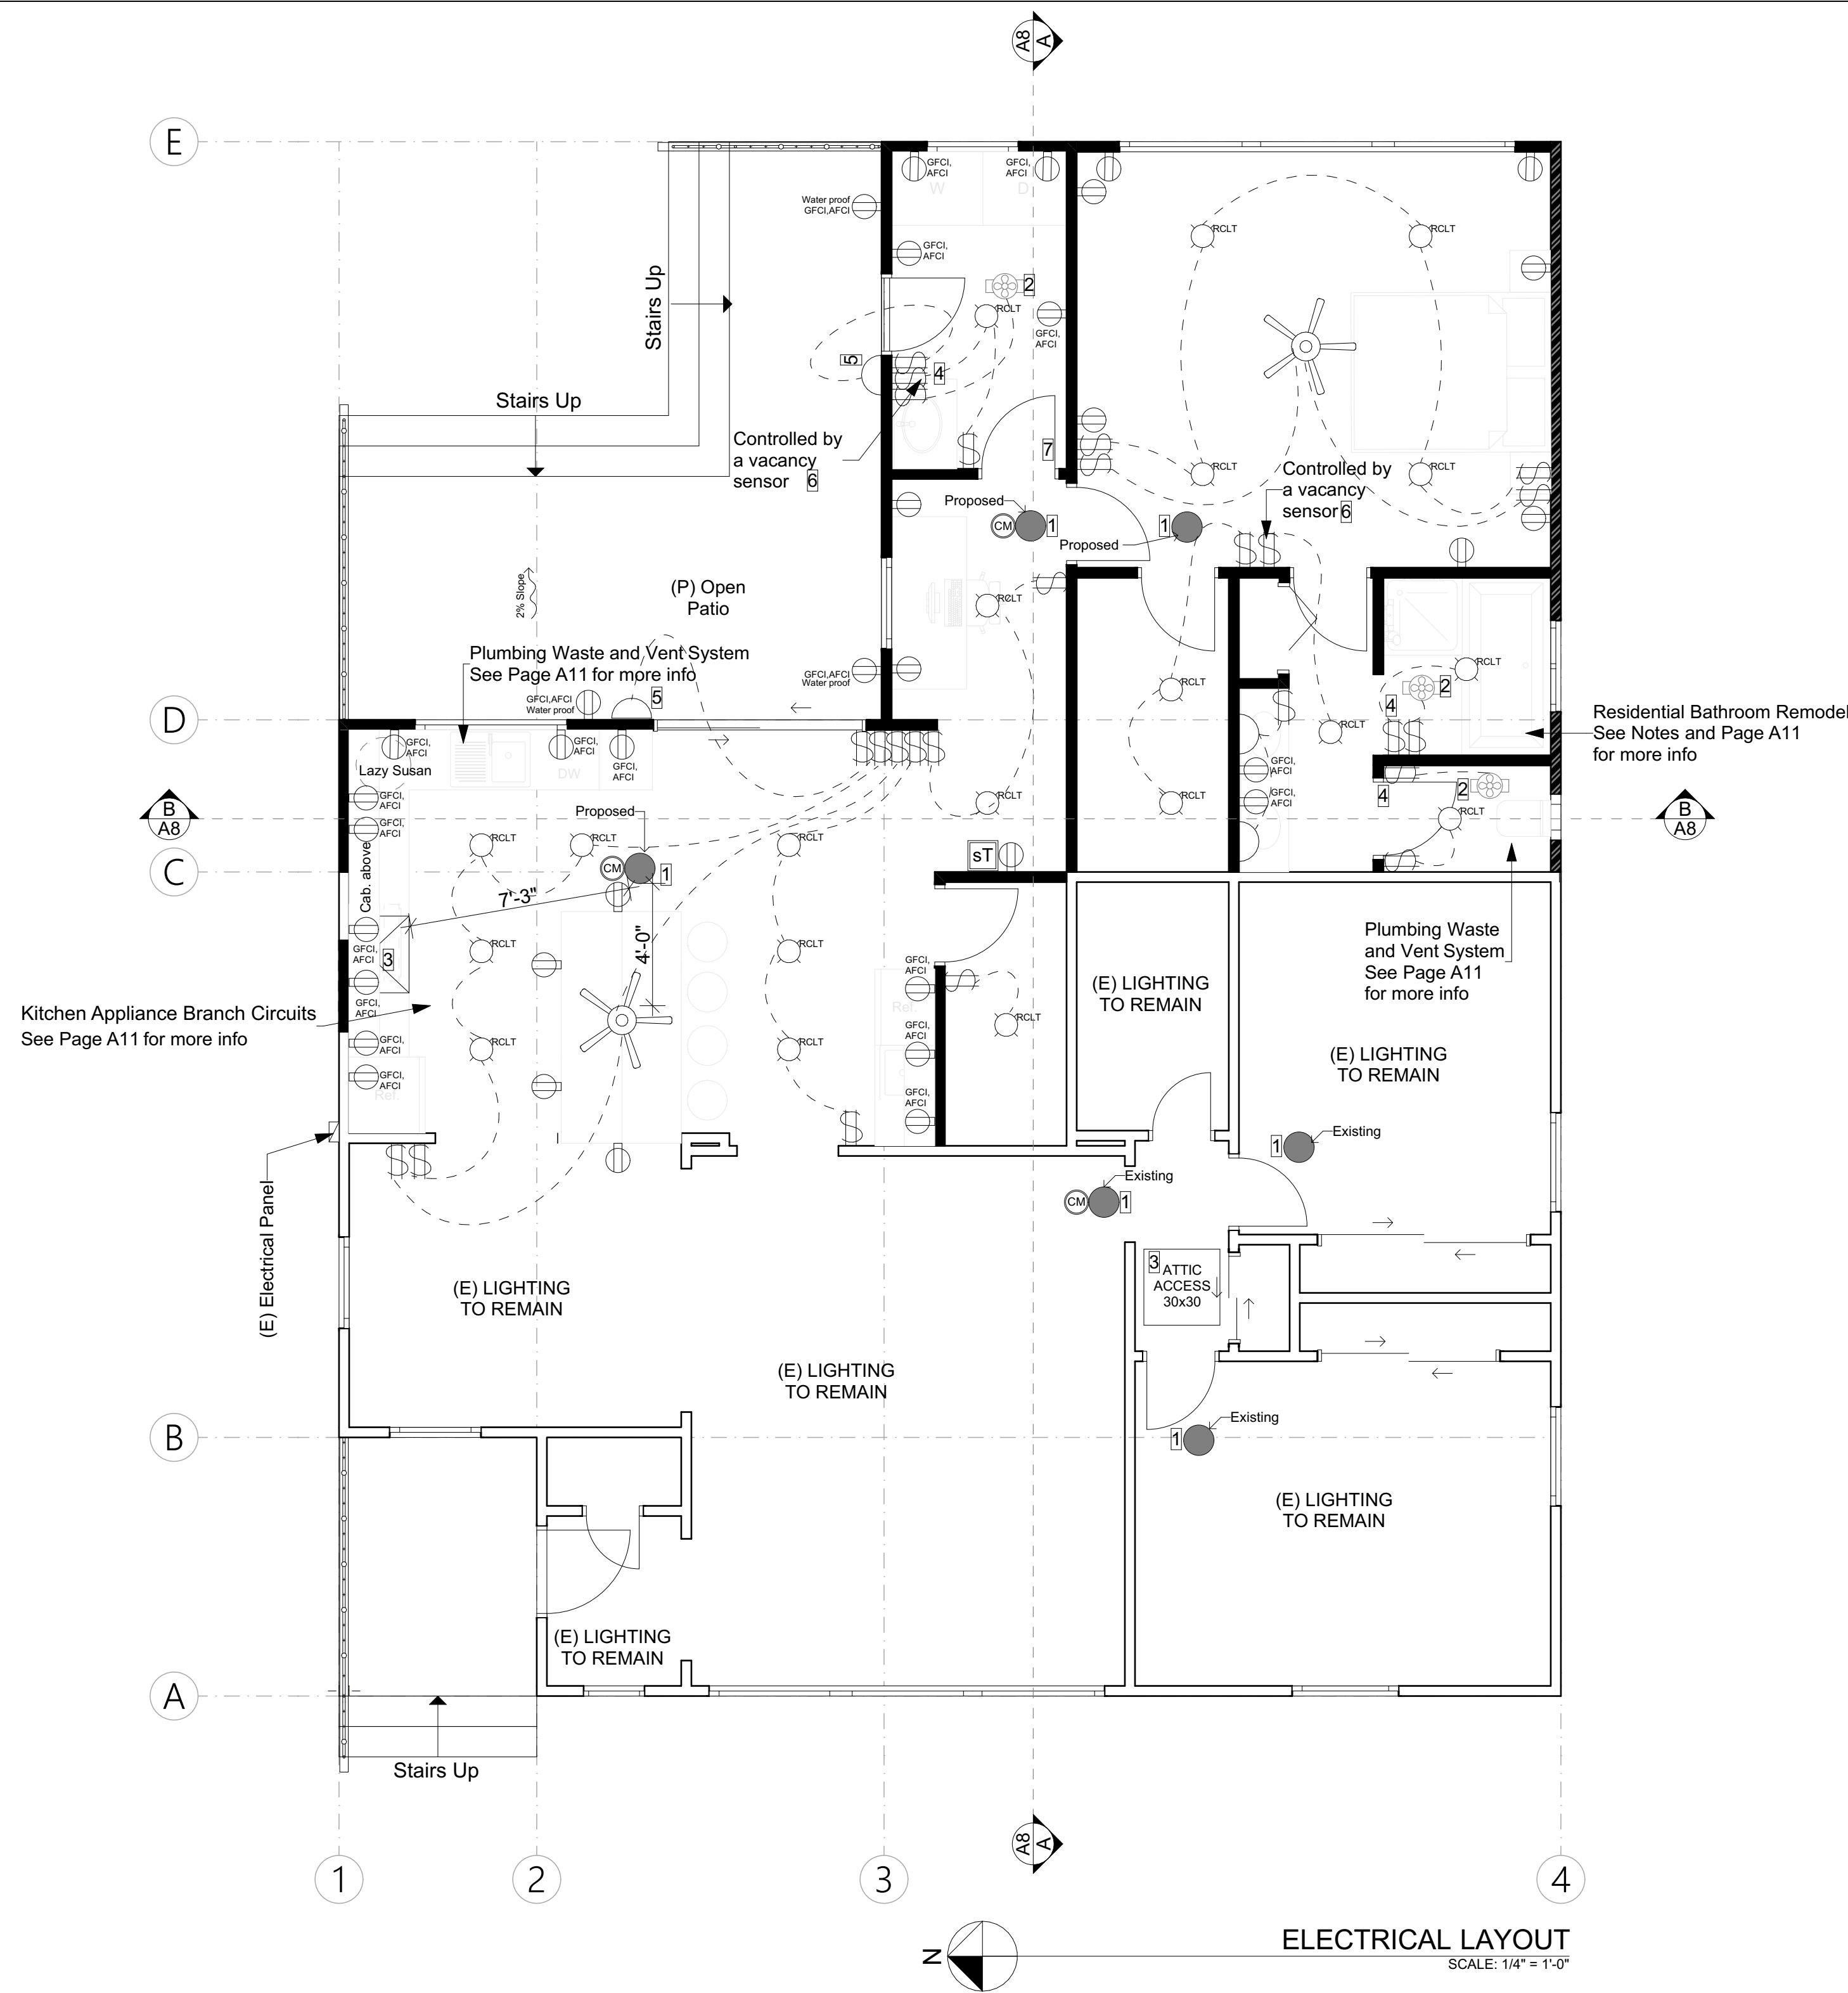 A8
A
E
GFCI,
AFCI
GFCI,
AFCI
W
D
Water proof
GFCI,AFCI
RCLT
RCLT
GFCI,
AFCI
Stairs Up
2
RCLT
GFCI,
AFCI
5
4
Stairs Up
Controlled by
a vacancy
sensor 6
7
RCLT
RCLT
Controlled by
a vacancy
sensor 6
Proposed
CM
1
1
Proposed
2% Slope
(P) Open
Patio
RCLT
Plumbing Waste and Vent System
See Page A11 for more info
GFCI,AFCI
Water proof
GFCI,AFCI
Water proof
5
RCLT
RCLT
2
4
D
RCLT
Residential Bathroom Remodel
See Notes and Page A11
for more info
GFCI,
AFCI
GFCI,
AFCI
GFCI,
AFCI
Lazy Susan
DW
GFCI,
AFCI
GFCI,
AFCI
2
4
B
A8
GFCI,
AFCI
GFCI,
AFCI
Proposed
RCLT
RCLT
RCLT
B
A8
RCLT
RCLT
RCLT
sT
C
Cab. above
CM
1
7'-3"
4'-0"
GFCI,
AFCI
3
RCLT
RCLT
GFCI,
AFCI
Plumbing Waste
and Vent System
See Page A11
for more info
(E) LIGHTING
TO REMAIN
Kitchen Appliance Branch Circuits
See Page A11 for more info
GFCI,
AFCI
Ref.
RCLT
GFCI,
AFCI
GFCI,
AFCI
RCLT
RCLT
GFCI,
AFCI
(E) LIGHTING
TO REMAIN
GFCI,
AFCI
Ref.
GFCI,
AFCI
(E) Electrical Panel
1
Existing
Existing
CM
1
3
ATTIC
ACCESS
30x30
(E) LIGHTING
TO REMAIN
(E) LIGHTING
TO REMAIN
B
Existing
1
(E) LIGHTING
TO REMAIN
(E) LIGHTING
TO REMAIN
A
Stairs Up
A8
A
1
2
3
4
N
ELECTRICAL LAYOUT
SCALE: 1/4" = 1'-0"